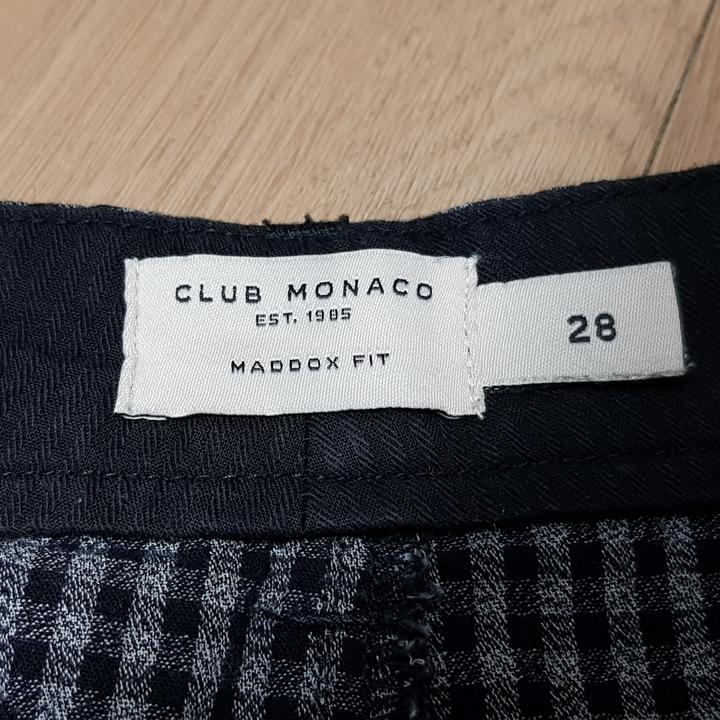 CLUB MONACO
EST. 1985
MADDOX FIT
28